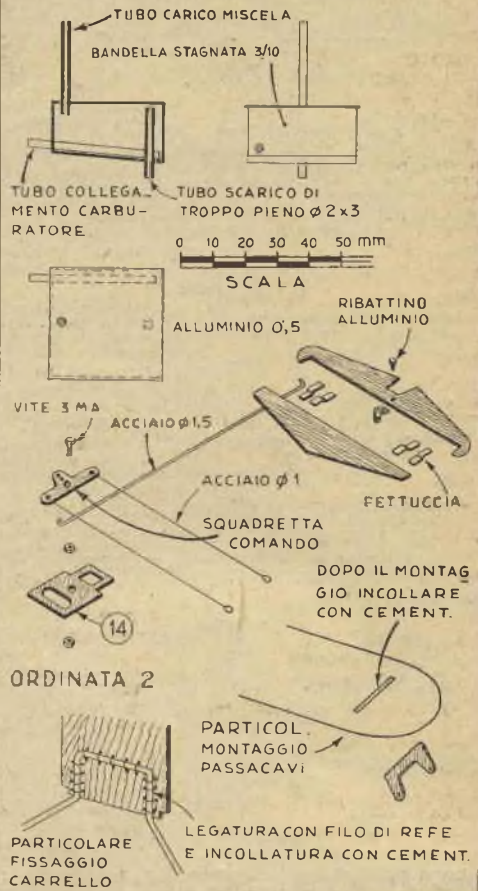 TUBO CARICO MISCELA
BANDELLA STAGNATA 3/10
TUBO COLLEGA_
MENTO CARBU-
RATORE
TUBO SCARICO DI
TROPPO PIENO Ø 2x3
0 10 20 30 40 50 mm
SCALA
ALLUMINIO 0,5
RIBATTINO
ALLUMINIO
VITE 3 MA
ACCIAIO Ø 1,5
ACCIAIO Ø 1
FETTUCCIA
SQUADRETTA
COMANDO
14
DOPO IL MONTAG
GIO INCOLLARE
CON CEMENT.
ORDINATA 2
PARTICOL.
MONTAGGIO
PASSACAVi
PARTICOLARE
FISSAGGIO
CARRELLO
LEGATURA CON FILO DI REFE
E INCOLLATURA CON CEMENT.